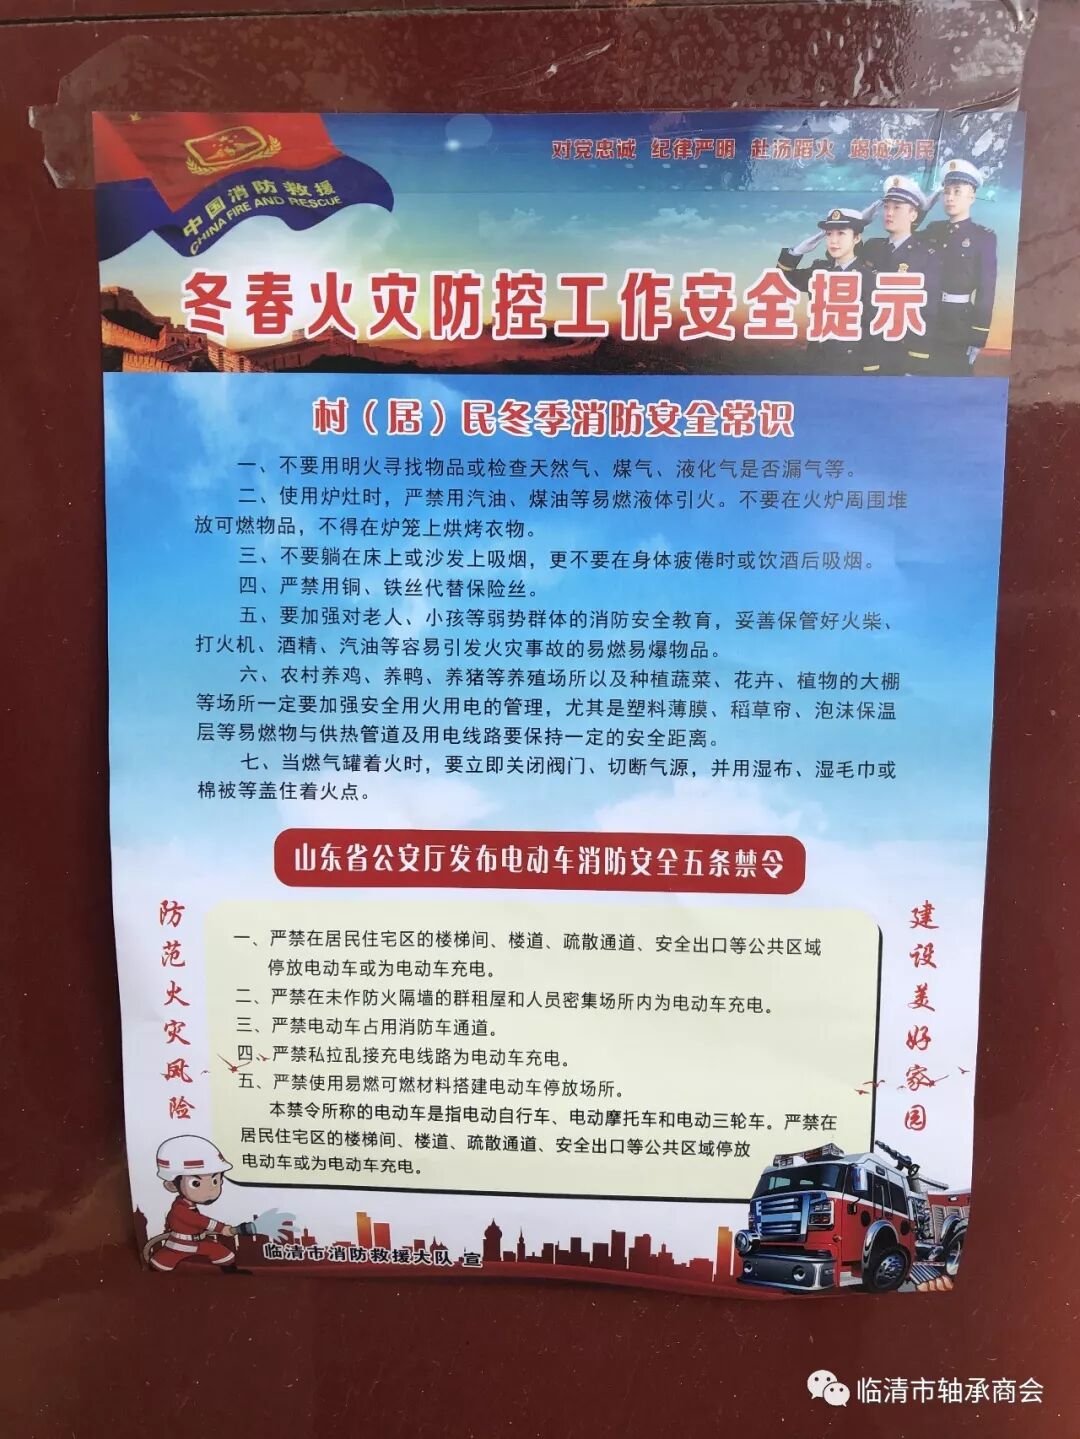 对党忠诚 纪律严明 赴汤蹈火 竭诚为民
中国消防救援
CHINA FIRE AND RESCUE
冬春火灾防控工作安全提示
村（居）民冬季消防安全常识
一、不要用明火寻找物品或检查天然气、煤气、液化气是否漏气等。
二、使用炉灶时，严禁用汽油、煤油等易燃液体引火。不要在火炉周围堆
放可燃物品，不得在炉笼上烘烤衣物。
三、不要躺在床上或沙发上吸烟，更不要在身体疲倦时或饮酒后吸烟。
四、严禁用铜、铁丝代替保险丝。
五、要加强对老人、小孩等弱势群体的消防安全教育，妥善保管好火柴、
打火机、酒精、汽油等容易引发火灾事故的易燃易爆物品。
六、农村养鸡、养鸭、养猪等养殖场所以及种植蔬菜、花卉、植物的大棚
等场所一定要加强安全用火用电的管理，尤其是塑料薄膜、稻草帘、泡沫保温
层等易燃物与供热管道及用电线路要保持一定的安全距离。
七、当燃气罐着火时，要立即关闭阀门、切断气源，并用湿布、湿毛巾或
棉被等盖住着火点。
山东省公安厅发布电动车消防安全五条禁令
防范火灾风险
一、严禁在居民住宅区的楼梯间、楼道、疏散通道、安全出口等公共区域
停放电动车或为电动车充电。
二、严禁在未作防火隔墙的群租屋和人员密集场所内为电动车充电。
三、严禁电动车占用消防车通道。
四、严禁私拉乱接充电线路为电动车充电。
五、严禁使用易燃可燃材料搭建电动车停放场所。
本禁令所称的电动车是指电动自行车、电动摩托车和电动三轮车。严禁在
居民住宅区的楼梯间、楼道、疏散通道、安全出口等公共区域停放
电动车或为电动车充电。
建设美好家园
临清市消防救援大队 宣
临清市轴承商会